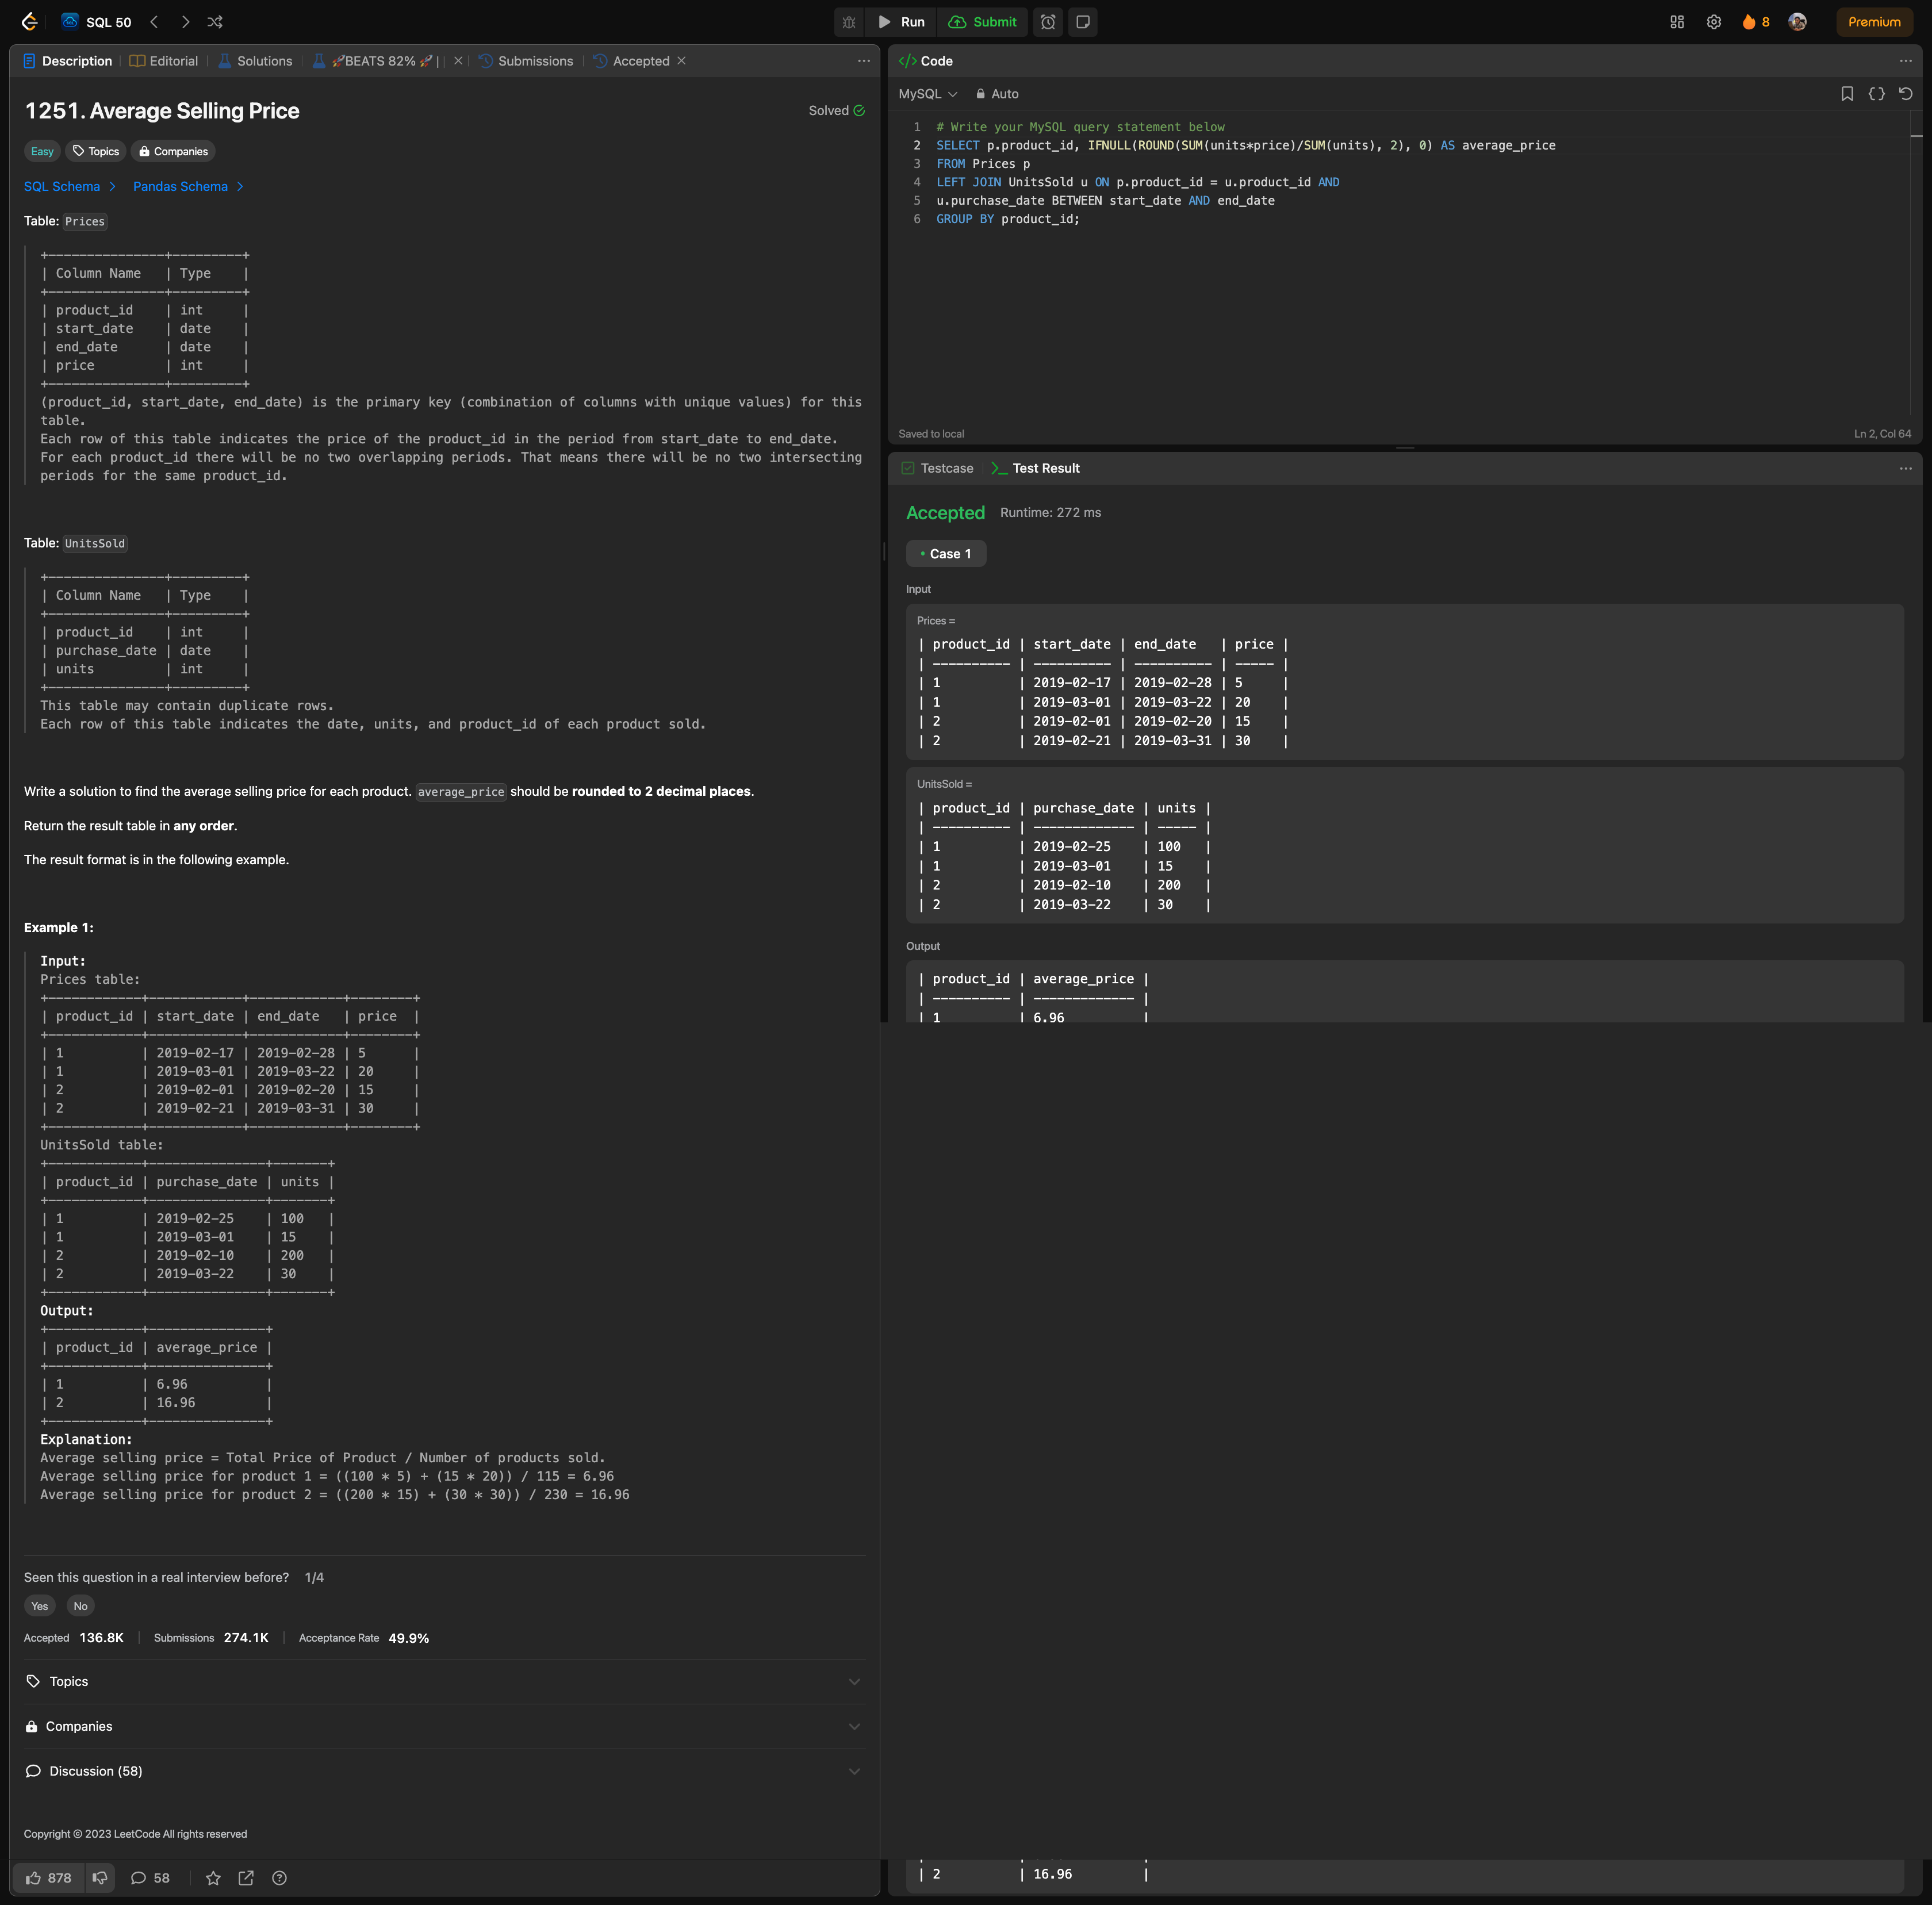 SQL 50
Run
Submit
8
Premium
Description
Editorial
Solutions
🚀BEATS 82% 🚀 |
Submissions
Accepted
1251. Average Selling Price
Solved
Easy
Topics
Companies
SQL Schema
Pandas Schema
Table: Prices
+---------------+---------+
| Column Name   | Type    |
+---------------+---------+
| product_id    | int     |
| start_date    | date    |
| end_date      | date    |
| price         | int     |
+---------------+---------+
(product_id, start_date, end_date) is the primary key (combination of columns with unique values) for this
table.
Each row of this table indicates the price of the product_id in the period from start_date to end_date.
For each product_id there will be no two overlapping periods. That means there will be no two intersecting
periods for the same product_id.
Table: UnitsSold
+---------------+---------+
| Column Name   | Type    |
+---------------+---------+
| product_id    | int     |
| purchase_date | date    |
| units         | int     |
+---------------+---------+
This table may contain duplicate rows.
Each row of this table indicates the date, units, and product_id of each product sold.
Write a solution to find the average selling price for each product. average_price should be rounded to 2 decimal places.
Return the result table in any order.
The result format is in the following example.
Example 1:
Input:
Prices table:
+------------+------------+------------+--------+
| product_id | start_date | end_date   | price  |
+------------+------------+------------+--------+
| 1          | 2019-02-17 | 2019-02-28 | 5      |
| 1          | 2019-03-01 | 2019-03-22 | 20     |
| 2          | 2019-02-01 | 2019-02-20 | 15     |
| 2          | 2019-02-21 | 2019-03-31 | 30     |
+------------+------------+------------+--------+
UnitsSold table:
+------------+---------------+-------+
| product_id | purchase_date | units |
+------------+---------------+-------+
| 1          | 2019-02-25    | 100   |
| 1          | 2019-03-01    | 15    |
| 2          | 2019-02-10    | 200   |
| 2          | 2019-03-22    | 30    |
+------------+---------------+-------+
Output:
+------------+---------------+
| product_id | average_price |
+------------+---------------+
| 1          | 6.96          |
| 2          | 16.96         |
+------------+---------------+
Explanation:
Average selling price = Total Price of Product / Number of products sold.
Average selling price for product 1 = ((100 * 5) + (15 * 20)) / 115 = 6.96
Average selling price for product 2 = ((200 * 15) + (30 * 30)) / 230 = 16.96
Seen this question in a real interview before? 1/4
Yes
No
Accepted 136.8K
Submissions 274.1K
Acceptance Rate 49.9%
Topics
Companies
Discussion (58)
Copyright © 2023 LeetCode All rights reserved
878
58
</> Code
MySQL
Auto
1 # Write your MySQL query statement below
2 SELECT p.product_id, IFNULL(ROUND(SUM(units*price)/SUM(units), 2), 0) AS average_price
3 FROM Prices p
4 LEFT JOIN UnitsSold u ON p.product_id = u.product_id AND
5 u.purchase_date BETWEEN start_date AND end_date
6 GROUP BY product_id;
Saved to local
Ln 2, Col 64
Testcase
Test Result
Accepted
Runtime: 272 ms
• Case 1
Input
Prices =
| product_id | start_date | end_date   | price |
| ---------- | ---------- | ---------- | ----- |
| 1          | 2019-02-17 | 2019-02-28 | 5     |
| 1          | 2019-03-01 | 2019-03-22 | 20    |
| 2          | 2019-02-01 | 2019-02-20 | 15    |
| 2          | 2019-02-21 | 2019-03-31 | 30    |
UnitsSold =
| product_id | purchase_date | units |
| ---------- | ------------- | ----- |
| 1          | 2019-02-25    | 100   |
| 1          | 2019-03-01    | 15    |
| 2          | 2019-02-10    | 200   |
| 2          | 2019-03-22    | 30    |
Output
| product_id | average_price |
| ---------- | ------------- |
| 1          | 6.96          |
| 2          | 16.96         |